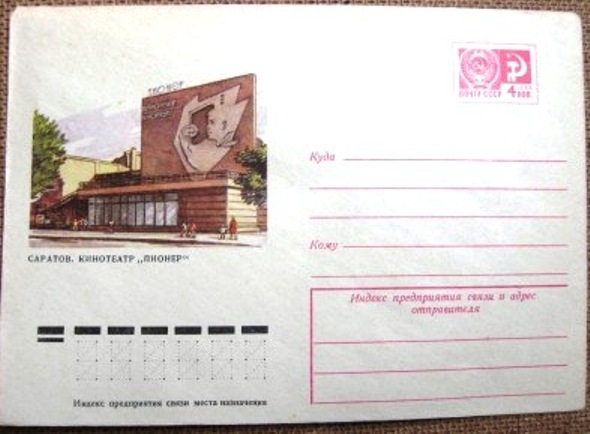 ПИОНЕР
ПОЧТА СССР
4 КОП
Куда
Кому
САРАТОВ. КИНОТЕАТР „ПИОНЕР“
Индекс предприятия связи и адрес
отправителя
Индекс предприятия связи места назначения